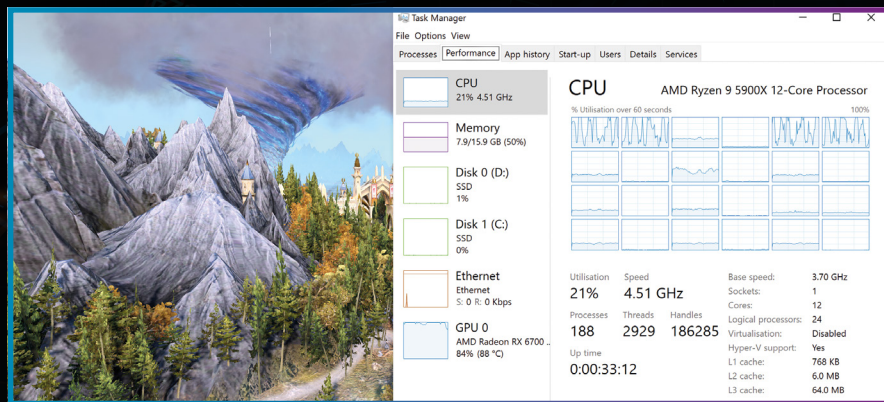 Task Manager
File Options View
Processes Performance App history Start-up Users Details Services
CPU
21% 4.51 GHz
Memory
7.9/15.9 GB (50%)
Disk 0 (D:)
SSD
1%
Disk 1 (C:)
SSD
0%
Ethernet
Ethernet
S: 0 R: 0 Kbps
GPU 0
AMD Radeon RX 6700 ..
84% (88 °C)
CPU AMD Ryzen 9 5900X 12-Core Processor
% Utilisation over 60 seconds 100%
Utilisation Speed
21% 4.51 GHz
Processes Threads Handles
188 2929 186285
Up time
0:00:33:12
Base speed: 3.70 GHz
Sockets: 1
Cores: 12
Logical processors: 24
Virtualisation: Disabled
Hyper-V support: Yes
L1 cache: 768 KB
L2 cache: 6.0 MB
L3 cache: 64.0 MB